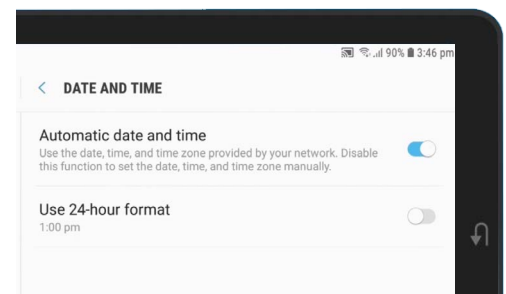 90% 3:46 pm
DATE AND TIME
Automatic date and time
Use the date, time, and time zone provided by your network. Disable
this function to set the date, time, and time zone manually.
Use 24-hour format
1:00 pm